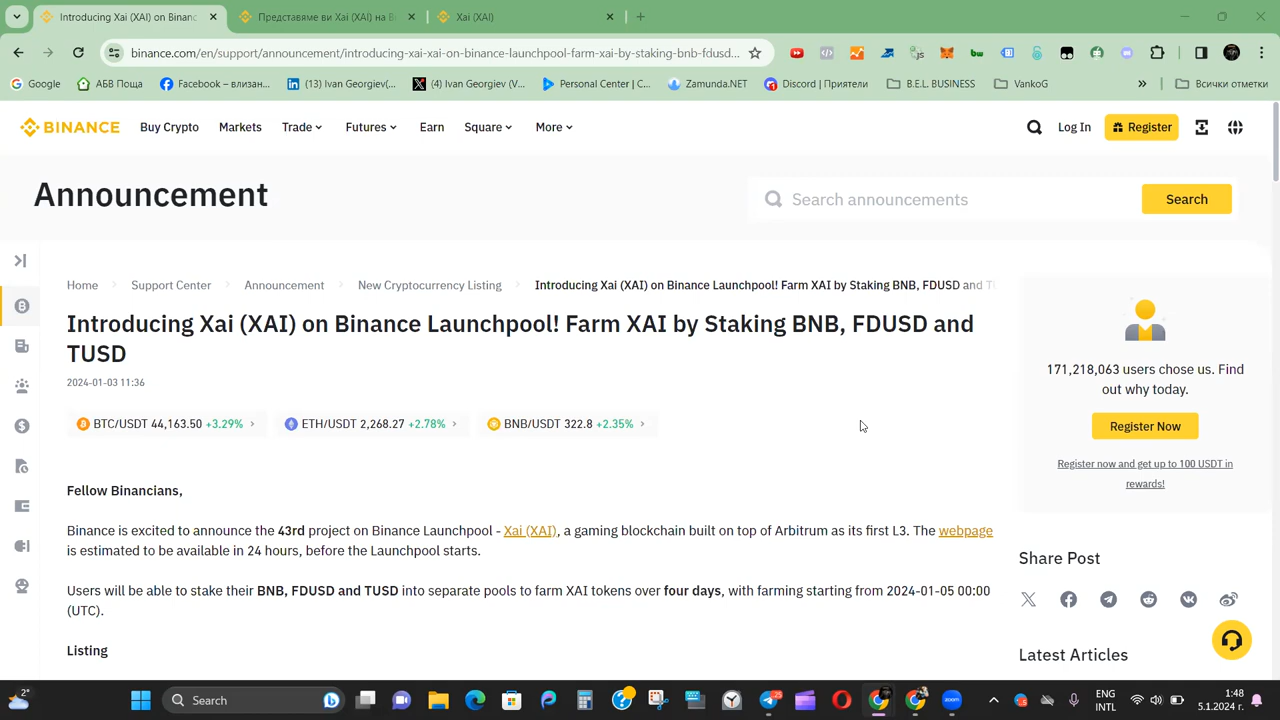 Introducing Xai (XAI) on Binanc
Представяме ви Xai (XAI) на Bi
Xai (XAI)
binance.com/en/support/announcement/introducing-xai-xai-on-binance-launchpool-farm-xai-by-staking-bnb-fdusd...
Google
АБВ Поща
Facebook – влизан...
(13) Ivan Georgiev(...
(4) Ivan Georgiev (V...
Personal Center | C...
Zamunda.NET
Discord | Приятели
B.E.L. BUSINESS
VankoG
»
Всички отметки
BINANCE
Buy Crypto
Markets
Trade
Futures
Earn
Square
More
Log In
Register
Announcement
Search announcements
Search
Home
Support Center
Announcement
New Cryptocurrency Listing
Introducing Xai (XAI) on Binance Launchpool! Farm XAI by Staking BNB, FDUSD and TU
Introducing Xai (XAI) on Binance Launchpool! Farm XAI by Staking BNB, FDUSD and
TUSD
2024-01-03 11:36
BTC/USDT 44,163.50 +3.29%
ETH/USDT 2,268.27 +2.78%
BNB/USDT 322.8 +2.35%
Fellow Binancians,
Binance is excited to announce the 43rd project on Binance Launchpool - Xai (XAI), a gaming blockchain built on top of Arbitrum as its first L3. The webpage
is estimated to be available in 24 hours, before the Launchpool starts.
Users will be able to stake their BNB, FDUSD and TUSD into separate pools to farm XAI tokens over four days, with farming starting from 2024-01-05 00:00
(UTC).
Listing
171,218,063 users chose us. Find
out why today.
Register Now
Register now and get up to 100 USDT in
rewards!
Share Post
Latest Articles
2°
Search
25
ENG
INTL
1:48
5.1.2024 г.